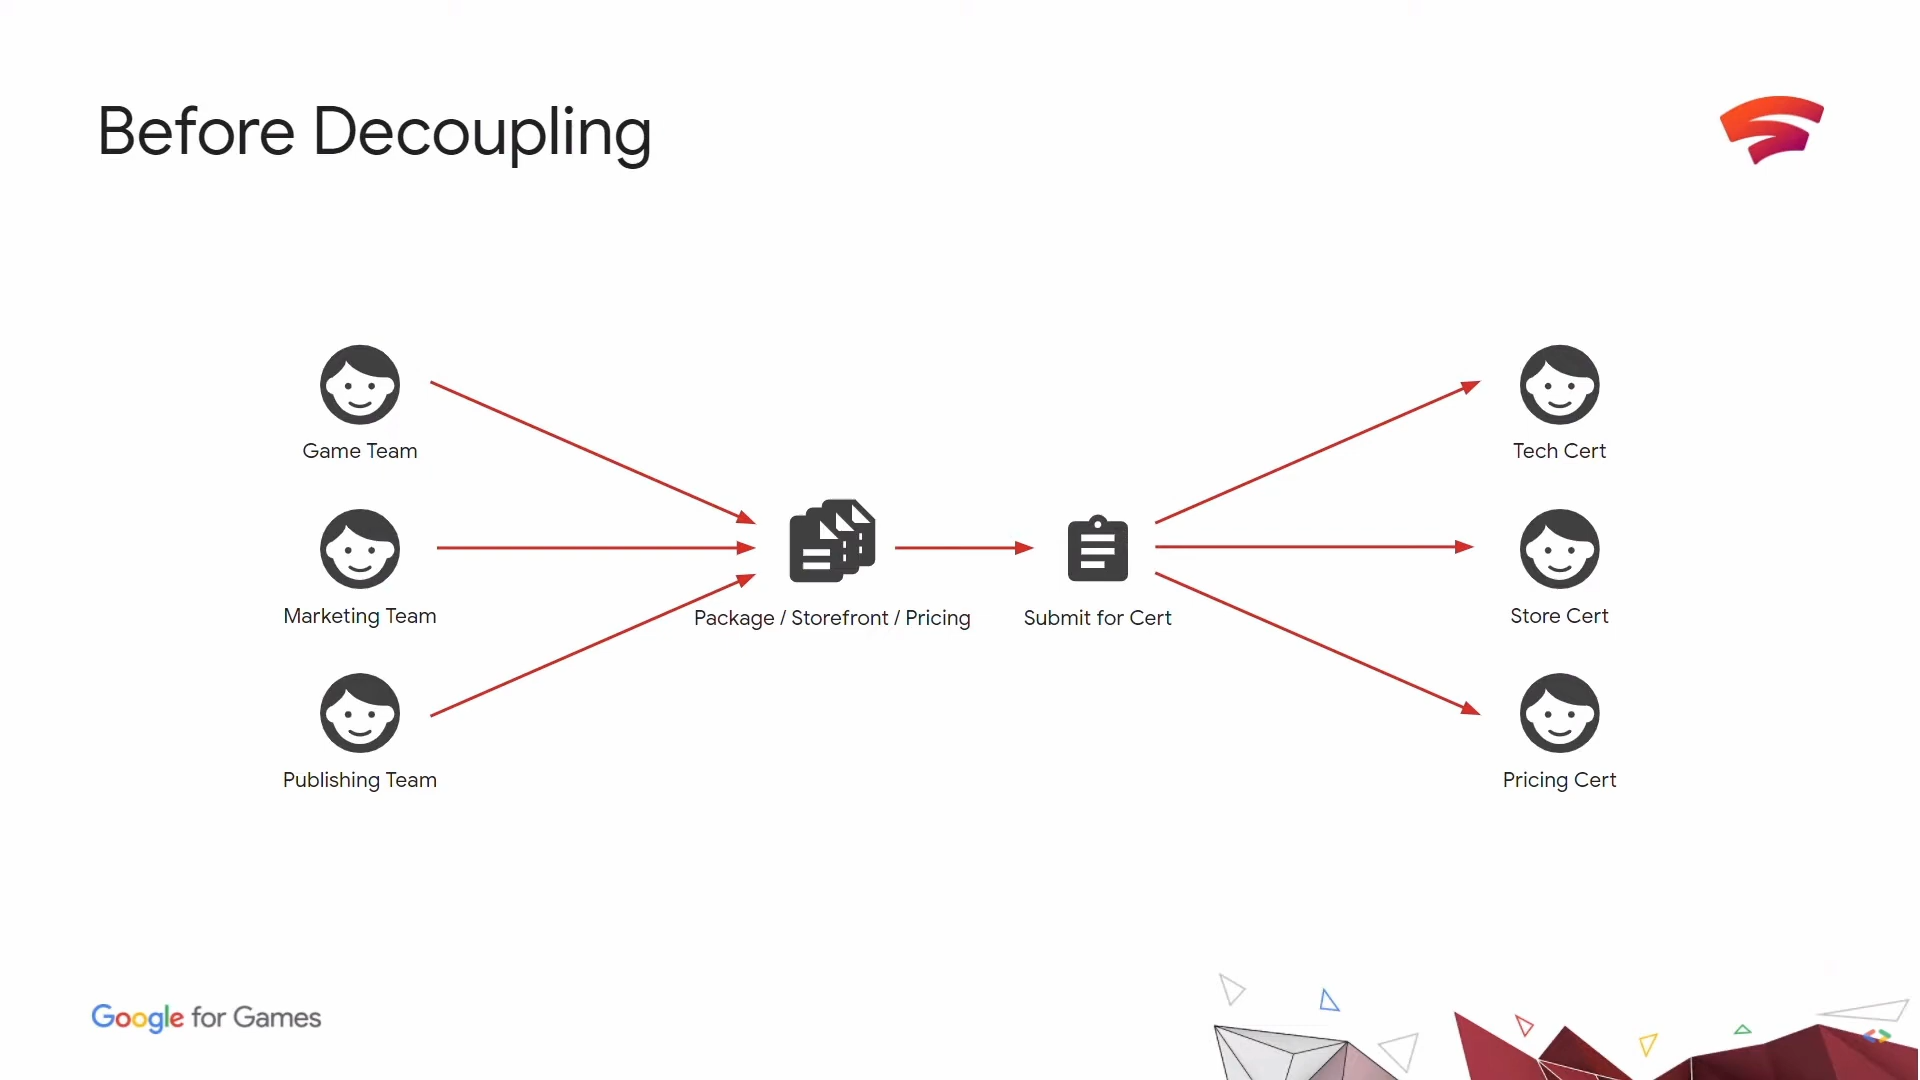 Before Decoupling
Game Team
Tech Cert
Marketing Team
Package / Storefront / Pricing
Submit for Cert
Store Cert
Publishing Team
Pricing Cert
Google for Games